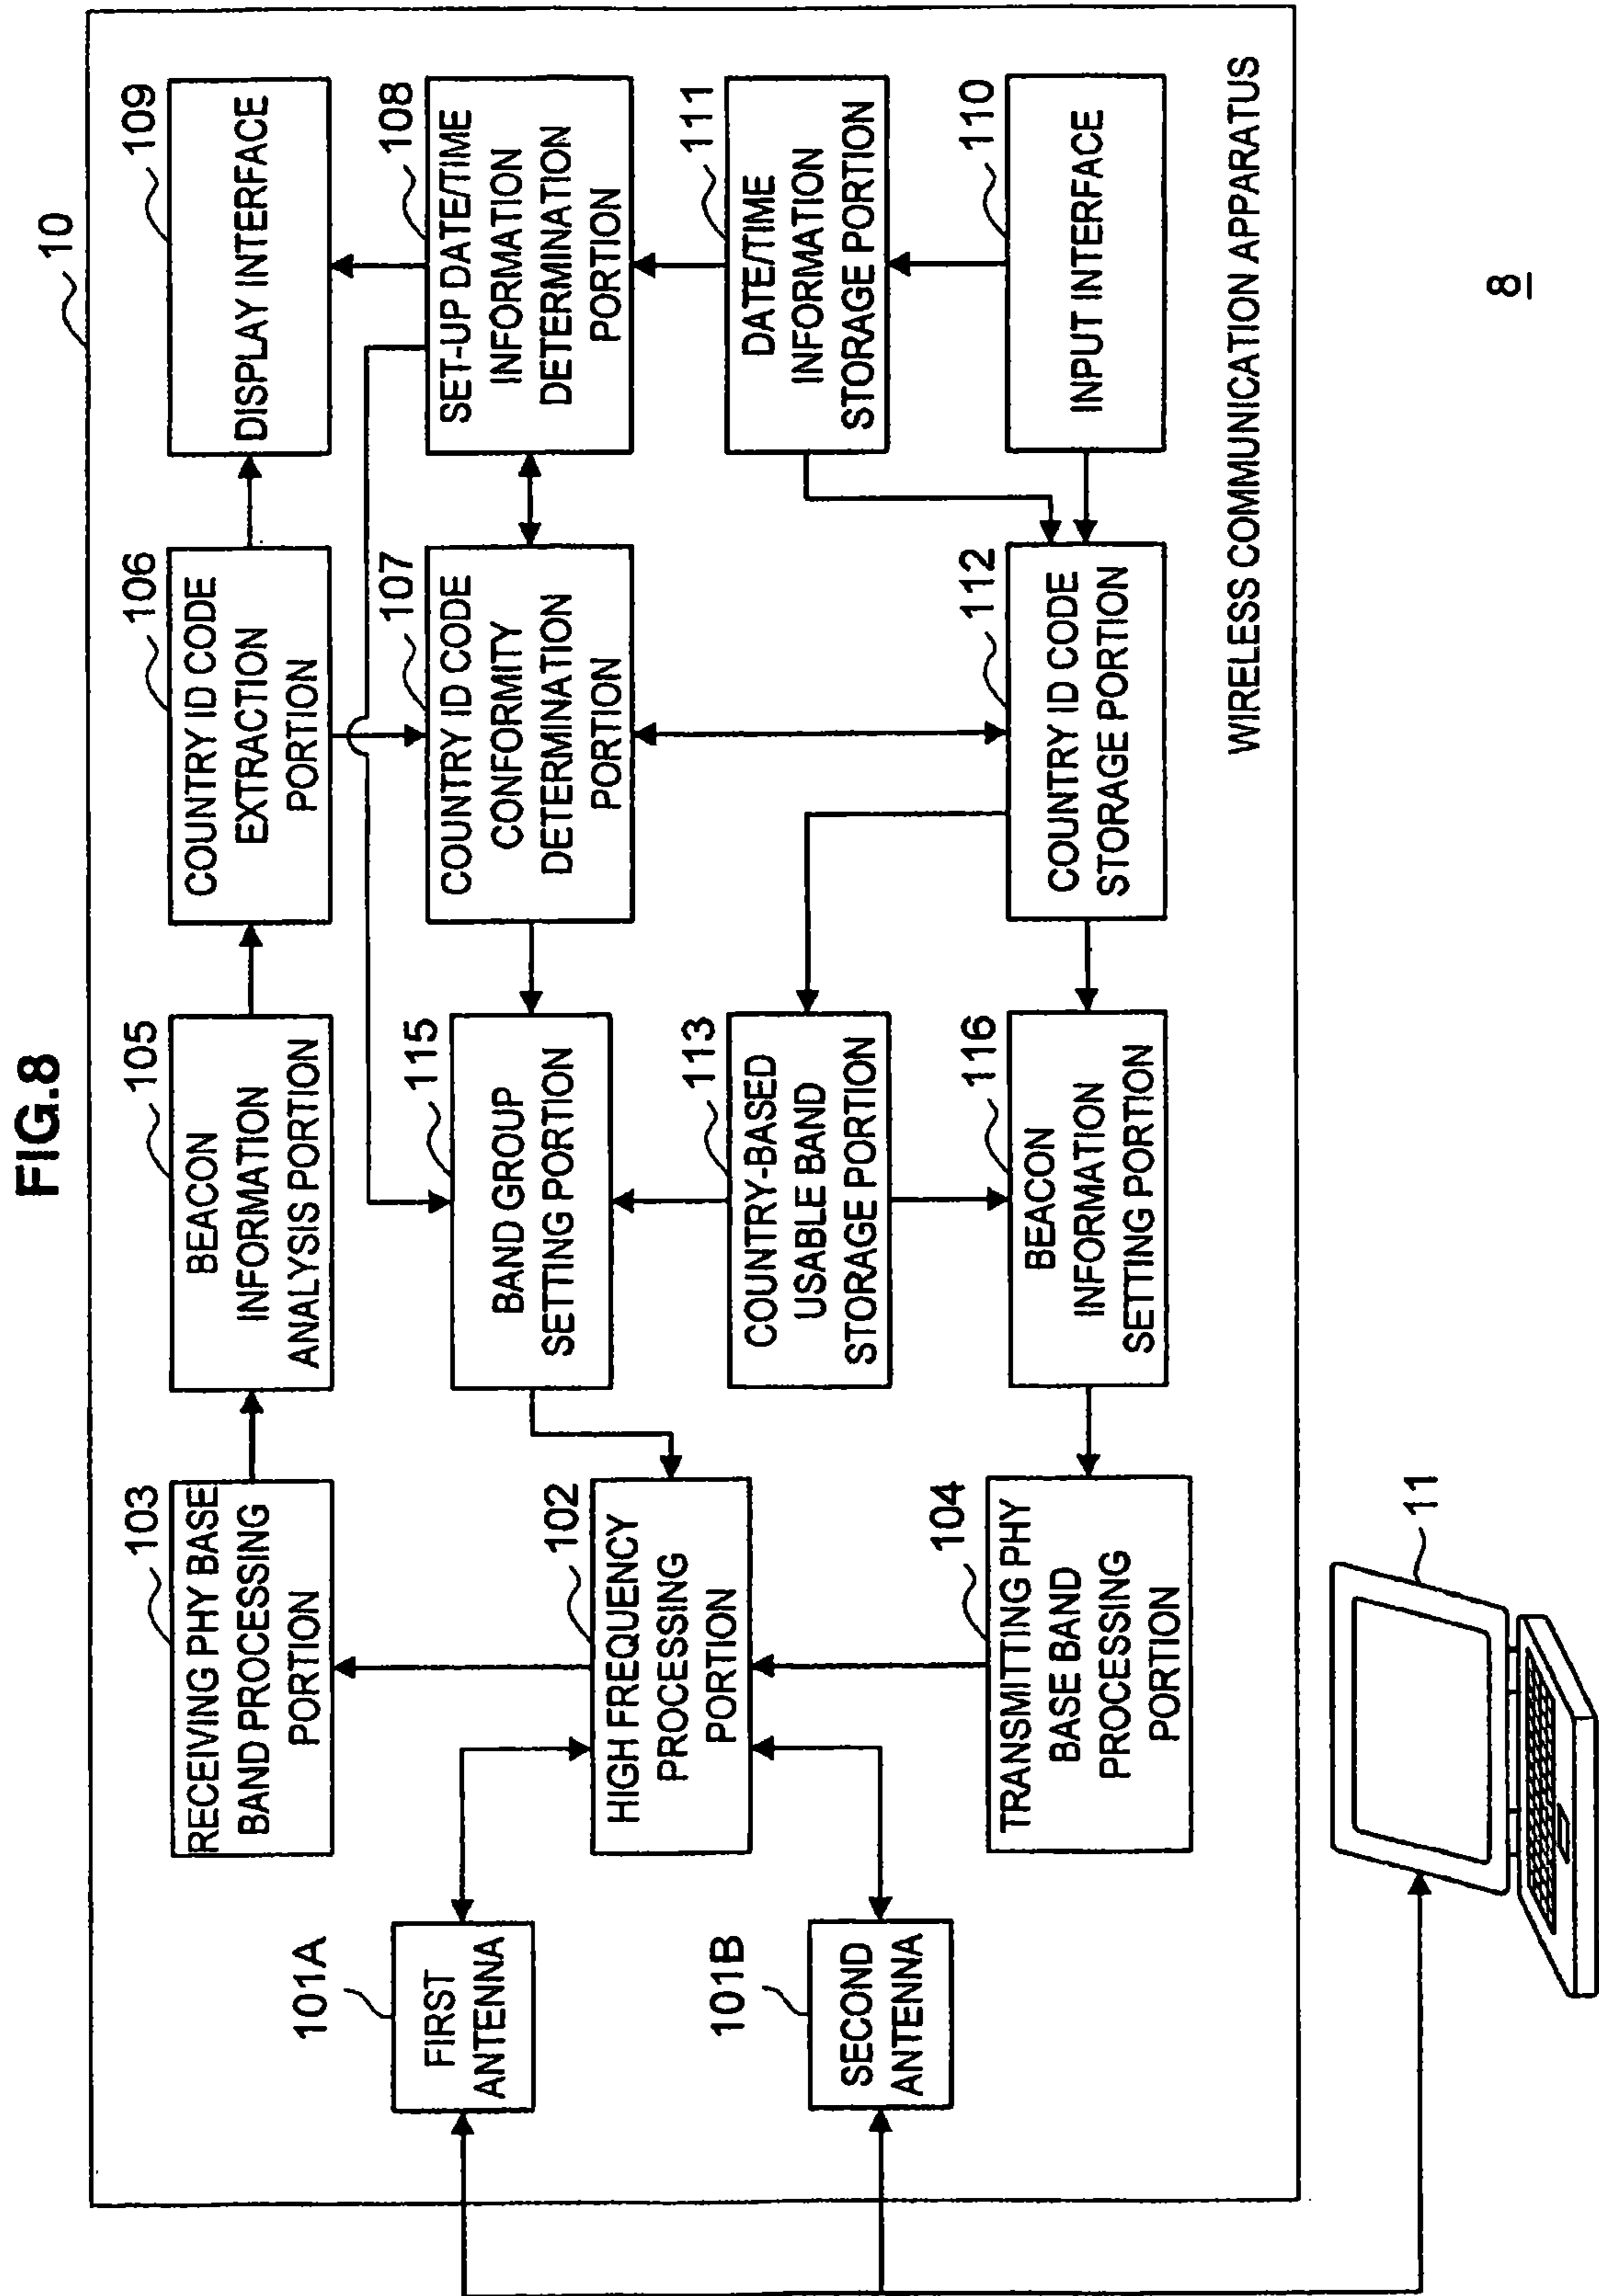 FIG.8
10
103
RECEIVING PHY BASE
BAND PROCESSING
PORTION
105
BEACON
INFORMATION
ANALYSIS PORTION
106
COUNTRY ID CODE
EXTRACTION
PORTION
109
DISPLAY INTERFACE
101A
FIRST
ANTENNA
102
HIGH FREQUENCY
PROCESSING
PORTION
115
BAND GROUP
SETTING PORTION
107
COUNTRY ID CODE
CONFORMITY
DETERMINATION
PORTION
108
SET-UP DATE/TIME
INFORMATION
DETERMINATION
PORTION
101B
SECOND
ANTENNA
113
COUNTRY-BASED
USABLE BAND
STORAGE PORTION
111
DATE/TIME
INFORMATION
STORAGE PORTION
104
TRANSMITTING PHY
BASE BAND
PROCESSING
PORTION
116
BEACON
INFORMATION
SETTING PORTION
112
COUNTRY ID CODE
STORAGE PORTION
110
INPUT INTERFACE
WIRELESS COMMUNICATION APPARATUS
11
8